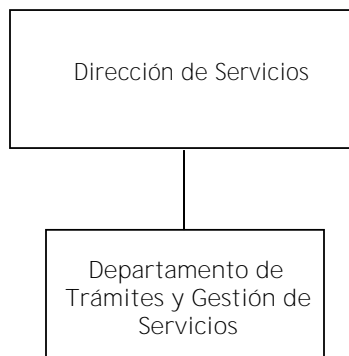 Dirección de Servicios
Departamento de
Trámites y Gestión de
Servicios